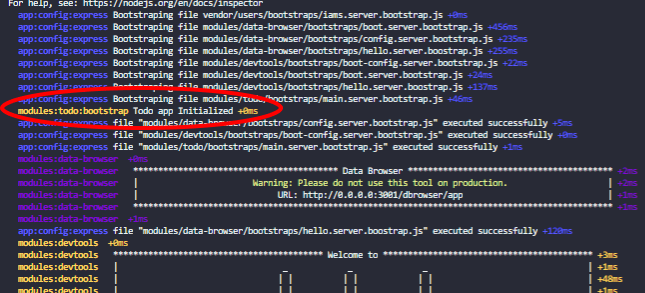 For help, see: https://nodejs.org/en/docs/inspector
app:config:express Bootstraping file vendor/users/bootstraps/iams.server.bootstrap.js +0ms
app:config:express Bootstraping file modules/data-browser/bootstraps/boot.server.bootstrap.js +456ms
app:config:express Bootstraping file modules/data-browser/bootstraps/config.server.bootstrap.js +235ms
app:config:express Bootstraping file modules/data-browser/bootstraps/hello.server.boostrap.js +255ms
app:config:express Bootstraping file modules/devtools/bootstraps/boot-config.server.bootstrap.js +22ms
app:config:express Bootstraping file modules/devtools/bootstraps/boot.server.bootstrap.js +24ms
app:config:express Bootstraping file modules/devtools/bootstraps/hello.server.boostrap.js +137ms
app:config:express Bootstraping file modules/todo/bootstraps/main.server.bootstrap.js +46ms
modules:todo:bootstrap Todo app Initialized +0ms
app:config:express file "modules/data-browser/bootstraps/config.server.bootstrap.js" executed successfully +5ms
app:config:express file "modules/devtools/bootstraps/boot-config.server.bootstrap.js" executed successfully +0ms
app:config:express file "modules/todo/bootstraps/main.server.bootstrap.js" executed successfully +1ms
modules:data-browser +0ms
modules:data-browser ****************************************** Data Browser ****************************************** +2ms
modules:data-browser | Warning: Please do not use this tool on production. | +2ms
modules:data-browser | URL: http://0.0.0.0:3001/dbrowser/app | +1ms
modules:data-browser ************************************************************************************************** +1ms
modules:data-browser +2ms
app:config:express file "modules/data-browser/bootstraps/hello.server.boostrap.js" executed successfully +120ms
modules:devtools +0ms
modules:devtools ******************************************* Welcome to ******************************************* +3ms
modules:devtools | _ _ _ | +1ms
modules:devtools | | | | | | | | +48ms
modules:devtools | | | | | | | | +1ms